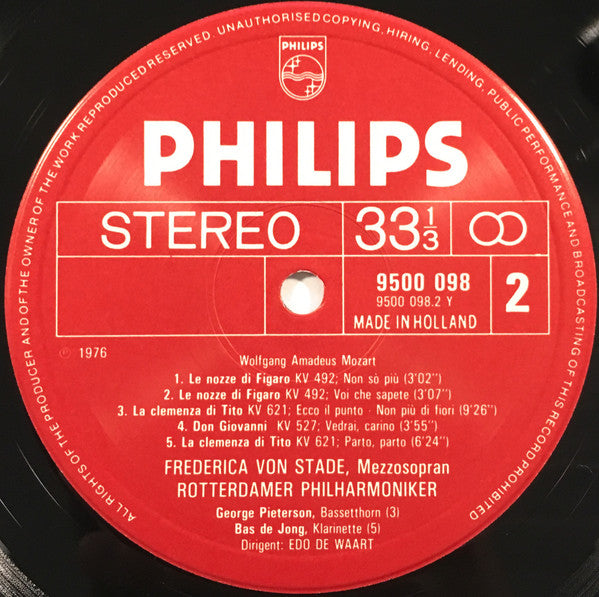 ALL RIGHTS OF THE PRODUCER AND OF THE OWNER OF THE WORK REPRODUCED RESERVED. UNAUTHORISED COPYING, HIRING, LENDING, PUBLIC PERFORMANCE AND BROADCASTING OF THIS RECORD PROHIBITED
PHILIPS
PHILIPS
STEREO 33 1/3
9500 098
9500 098.2 Y
2
MADE IN HOLLAND
℗ 1976
Wolfgang Amadeus Mozart
1. Le nozze di Figaro KV 492; Non sò più (3'02'')
2. Le nozze di Figaro KV 492; Voi che sapete (3'07'')
3. La clemenza di Tito KV 621; Ecco il punto - Non più di fiori (9'26'')
4. Don Giovanni KV 527; Vedrai, carino (3'55'')
5. La clemenza di Tito KV 621; Parto, parto (6'24'')
FREDERICA VON STADE, Mezzosopran
ROTTERDAMER PHILHARMONIKER
George Pieterson, Bassetthorn (3)
Bas de Jong, Klarinette (5)
Dirigent: EDO DE WAART